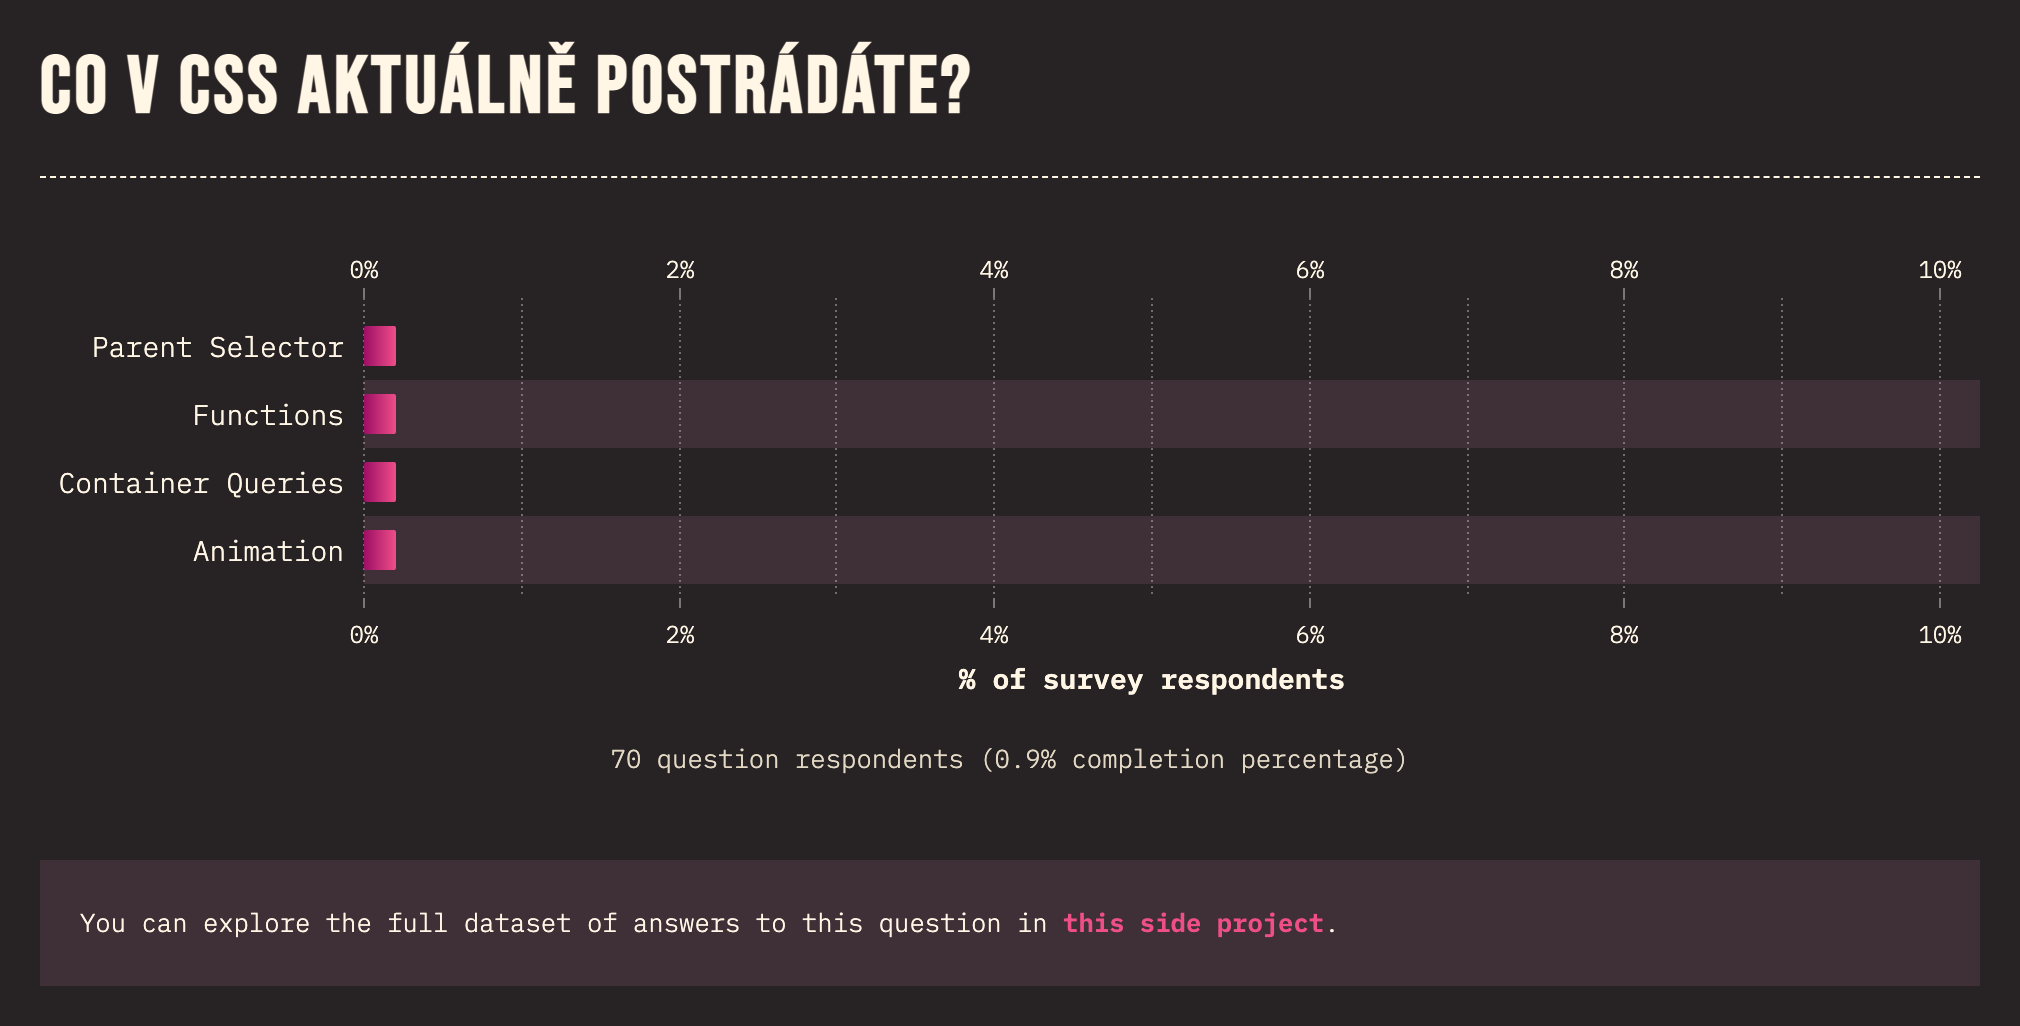 CO V CSS AKTUÁLNĚ POSTRÁDÁTE?
0% 2% 4% 6% 8% 10%
Parent Selector
Functions
Container Queries
Animation
0% 2% 4% 6% 8% 10%
% of survey respondents
70 question respondents (0.9% completion percentage)
You can explore the full dataset of answers to this question in this side project.